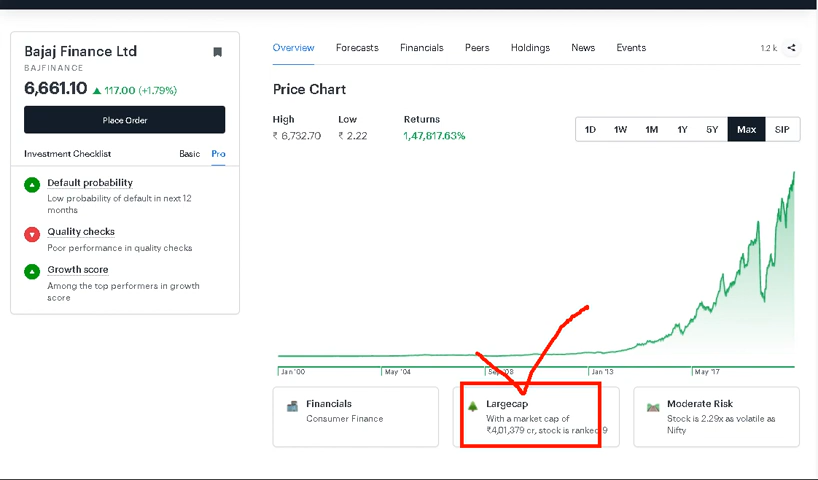 Bajaj Finance Ltd
BAJFINANCE
6,661.10 ▲ 117.00 (+1.79%)
Place Order
Investment Checklist Basic Pro
Default probability
Low probability of default in next 12
months
Quality checks
Poor performance in quality checks
Growth score
Among the top performers in growth
score
Overview Forecasts Financials Peers Holdings News Events 1.2 k
Price Chart
High Low Returns
₹ 6,732.70 ₹ 2.22 1,47,817.63%
1D 1W 1M 1Y 5Y Max SIP
Jan '00 May '04 Sep '08 Jan '13 May '17
Financials
Consumer Finance
Largecap
With a market cap of
₹4,01,379 cr, stock is ranked 9
Moderate Risk
Stock is 2.29x as volatile as
Nifty